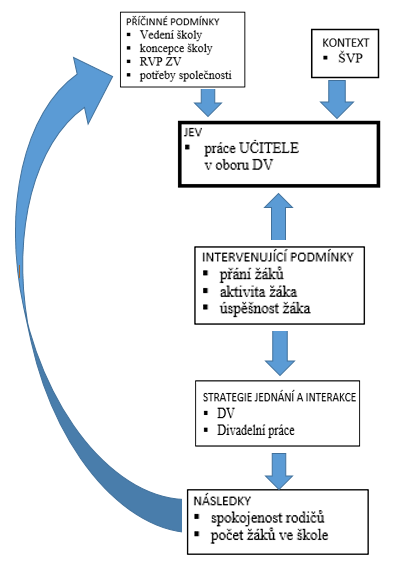 PŘÍČINNÉ PODMÍNKY
▪ Vedení školy
▪ koncepce školy
▪ RVP ZV
▪ potřeby společnosti
KONTEXT
▪ ŠVP
JEV
▪ práce UČITELE
v oboru DV
INTERVENUJÍCÍ PODMÍNKY
▪ přání žáků
▪ aktivita žáka
▪ úspěšnost žáka
STRATEGIE JEDNÁNÍ A INTERAKCE
▪ DV
▪ Divadelní práce
NÁSLEDKY
▪ spokojenost rodičů
▪ počet žáků ve škole